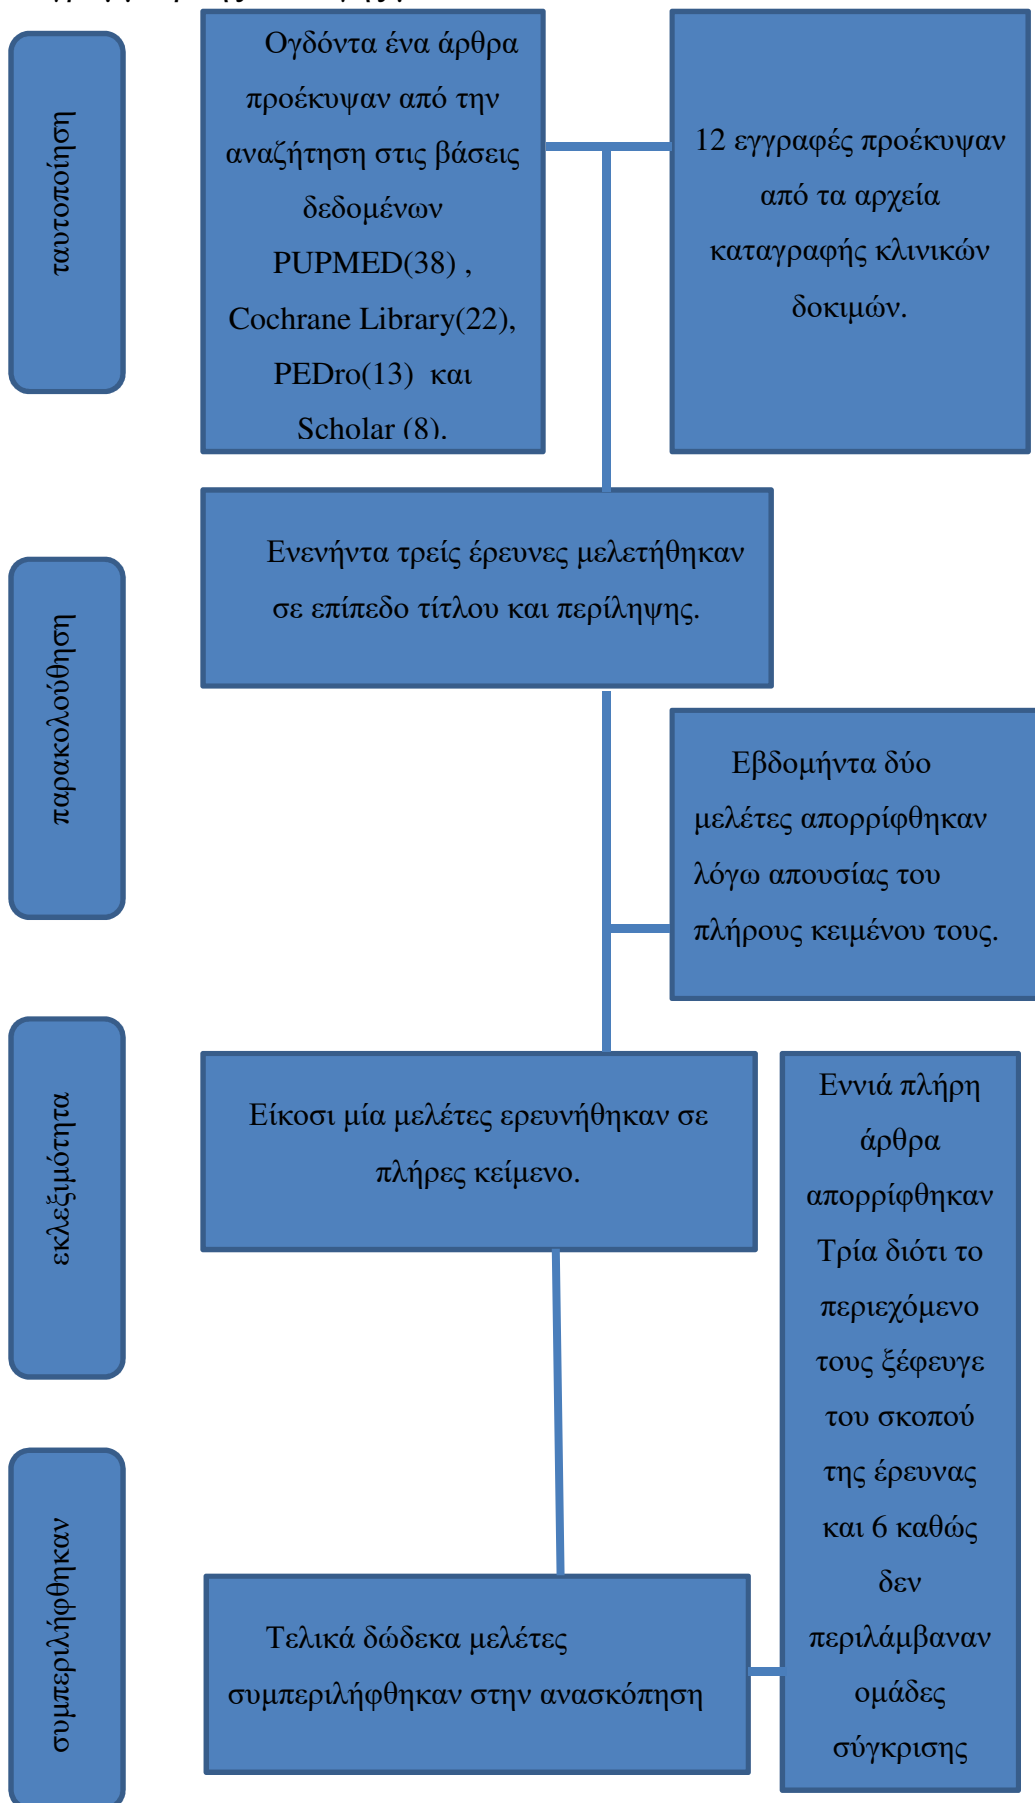 ταυτοποίηση
Ογδόντα ένα άρθρα
προέκυψαν από την
αναζήτηση στις βάσεις
δεδομένων
PUPMED(38) ,
Cochrane Library(22),
PEDro(13) και
Scholar (8).
12 εγγραφές προέκυψαν
από τα αρχεία
καταγραφής κλινικών
δοκιμών.
παρακολούθηση
Ενενήντα τρείς έρευνες μελετήθηκαν
σε επίπεδο τίτλου και περίληψης.
Εβδομήντα δύο
μελέτες απορρίφθηκαν
λόγω απουσίας του
πλήρους κειμένου τους.
εκλεξιμότητα
Είκοσι μία μελέτες ερευνήθηκαν σε
πλήρες κείμενο.
Εννιά πλήρη
άρθρα
απορρίφθηκαν
Τρία διότι το
περιεχόμενο
τους ξέφευγε
του σκοπού
της έρευνας
και 6 καθώς
δεν
περιλάμβαναν
ομάδες
σύγκρισης
συμπεριλήφθηκαν
Τελικά δώδεκα μελέτες
συμπεριλήφθηκαν στην ανασκόπηση